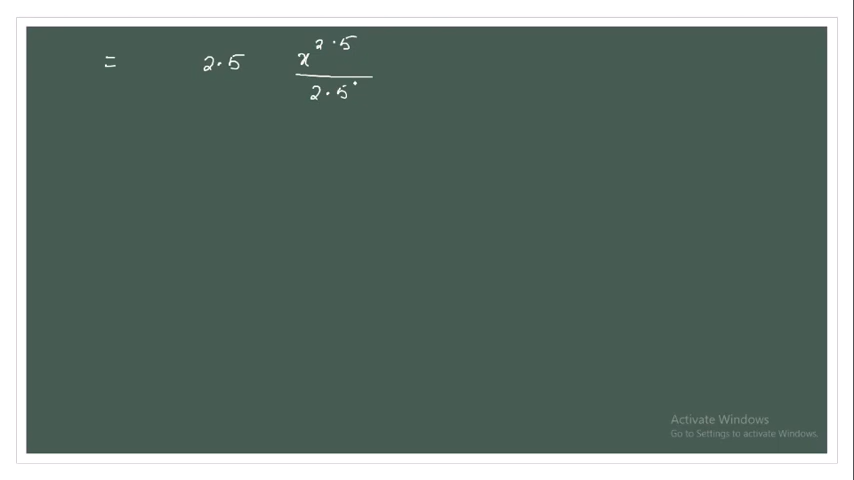 = 2.5 x^2.5
2.5
Activate Windows
Go to Settings to activate Windows.